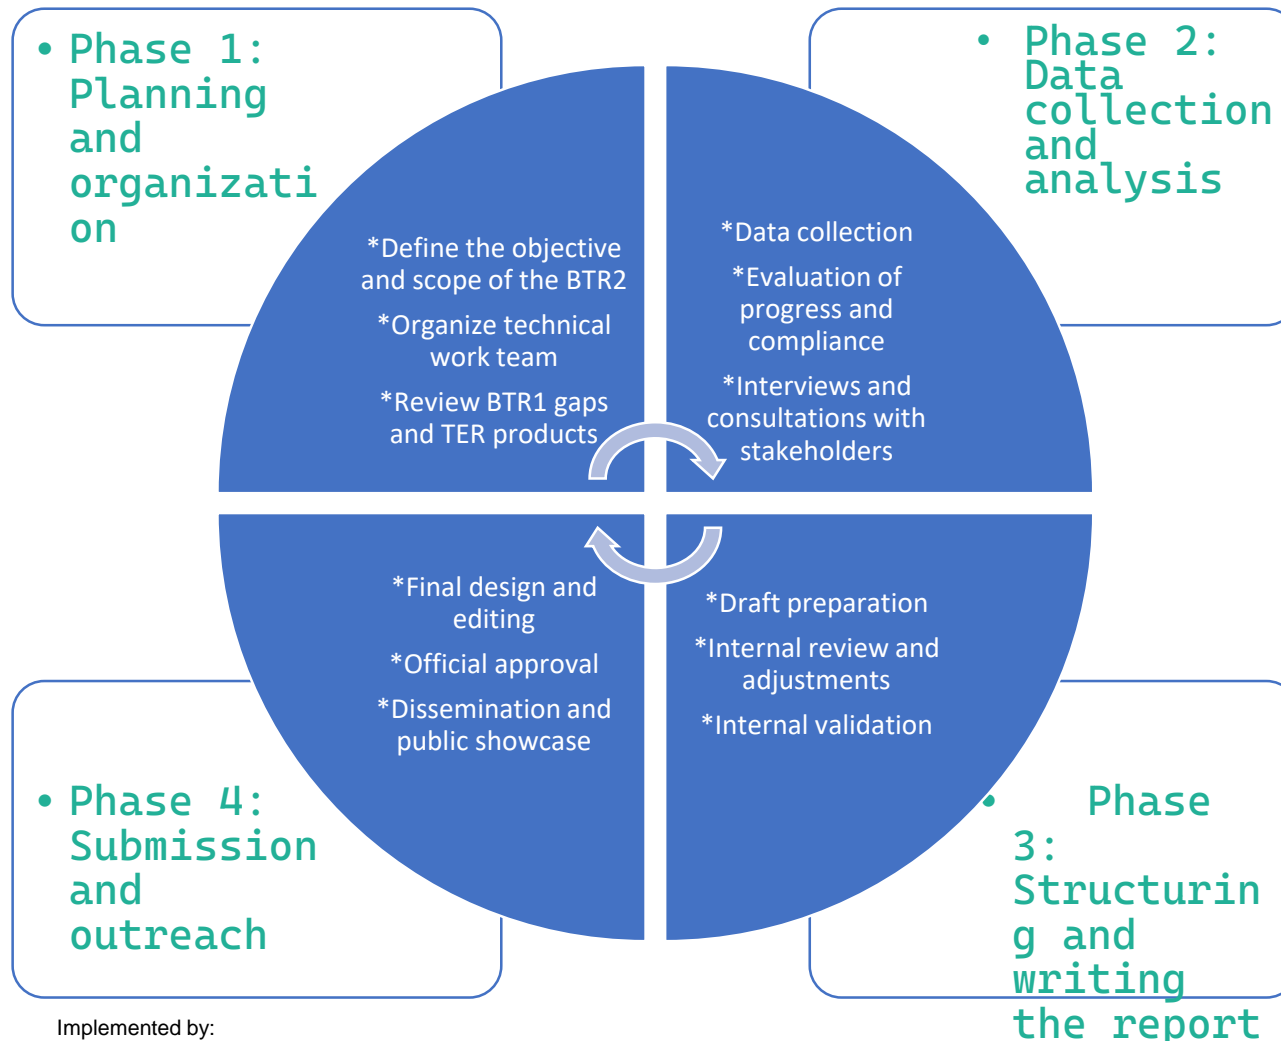 • Phase 1:
Planning
and
organizati
on
*Define the objective
and scope of the BTR2
*Organize technical
work team
*Review BTR1 gaps
and TER products
• Phase 2:
Data
collection
and
analysis
*Data collection
*Evaluation of
progress and
compliance
*Interviews and
consultations with
stakeholders
*Draft preparation
*Internal review and
adjustments
*Internal validation
• Phase
3:
Structurin
g and
writing
the report
*Final design and
editing
*Official approval
*Dissemination and
public showcase
• Phase 4:
Submission
and
outreach
Implemented by: